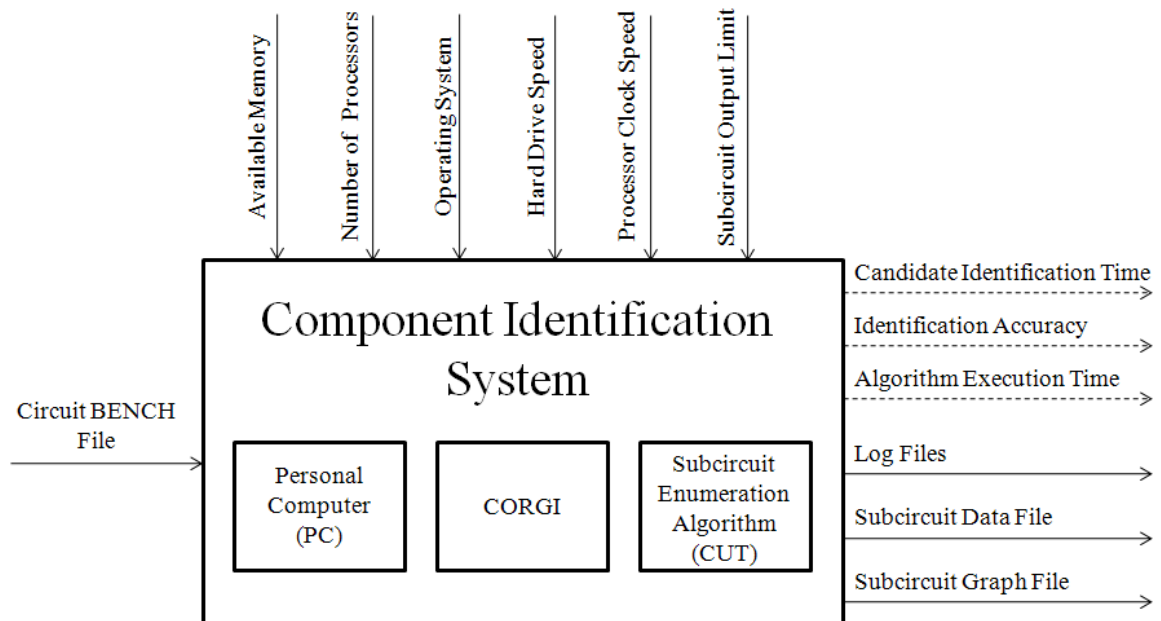 Available Memory
Number of Processors
Operating System
Hard Drive Speed
Processor Clock Speed
Subcircuit Output Limit
Component Identification
System
Circuit BENCH
File
Personal
Computer
(PC)
CORGI
Subcircuit
Enumeration
Algorithm
(CUT)
Candidate Identification Time
Identification Accuracy
Algorithm Execution Time
Log Files
Subcircuit Data File
Subcircuit Graph File